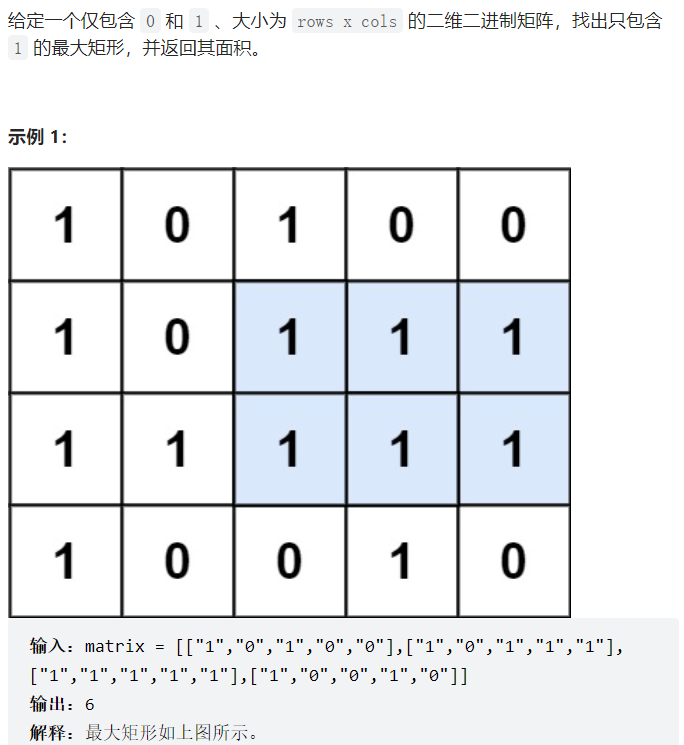 给定一个仅包含 0 和 1 、大小为 rows x cols 的二维二进制矩阵，找出只包含
1 的最大矩形，并返回其面积。
示例 1：
1 0 1 0 0
1 0 1 1 1
1 1 1 1 1
1 0 0 1 0
输入：matrix = [["1","0","1","0","0"],["1","0","1","1","1"],
["1","1","1","1","1"],["1","0","0","1","0"]]
输出：6
解释：最大矩形如上图所示。